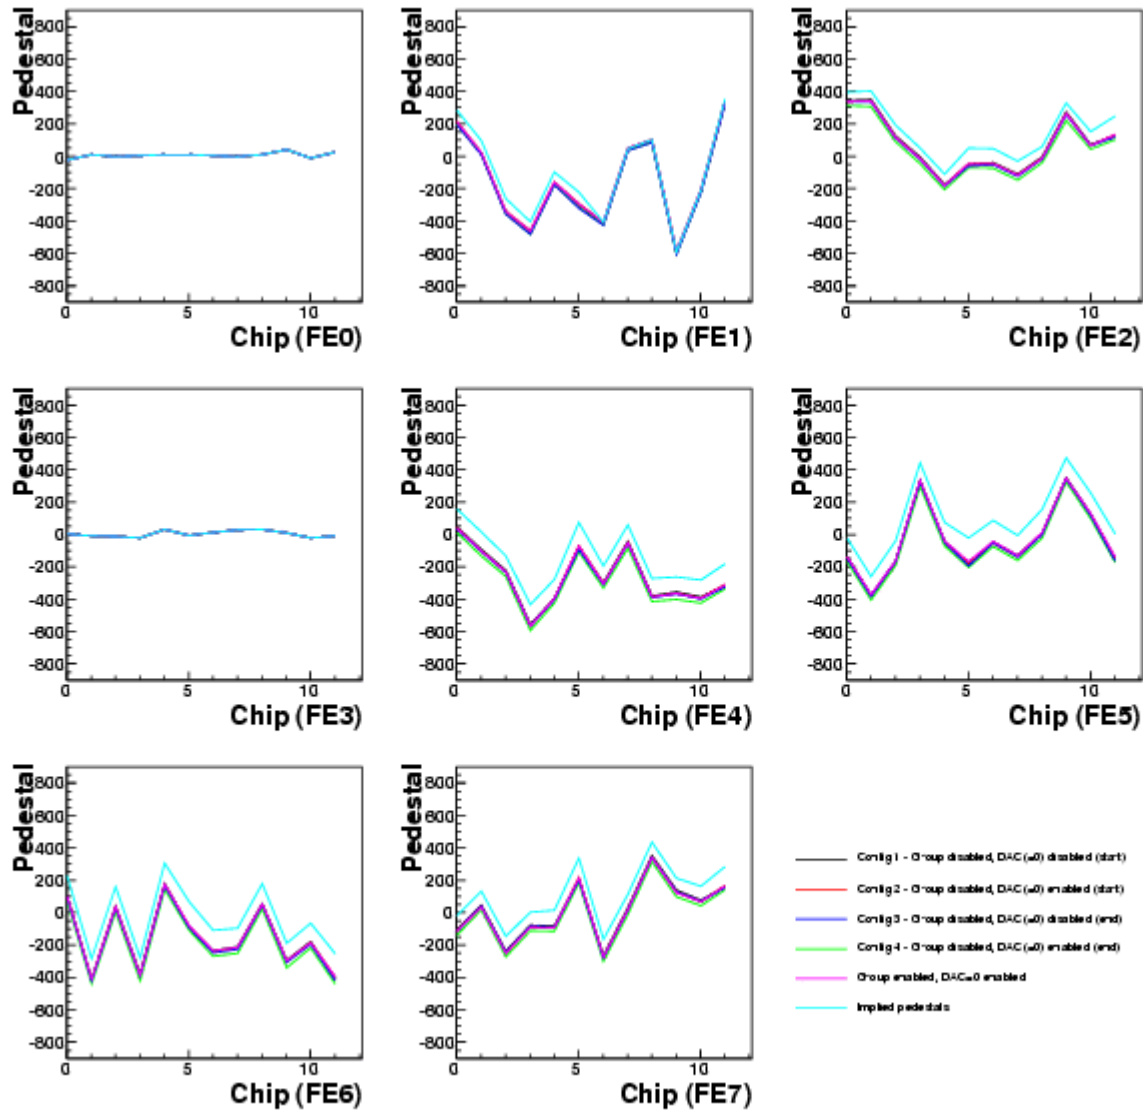 Pedestal
800
600
400
200
0
-200
-400
-600
-800
0 5 10
Chip (FE0)
Pedestal
800
600
400
200
0
-200
-400
-600
-800
0 5 10
Chip (FE1)
Pedestal
800
600
400
200
0
-200
-400
-600
-800
0 5 10
Chip (FE2)
Pedestal
800
600
400
200
0
-200
-400
-600
-800
0 5 10
Chip (FE3)
Pedestal
800
600
400
200
0
-200
-400
-600
-800
0 5 10
Chip (FE4)
Pedestal
800
600
400
200
0
-200
-400
-600
-800
0 5 10
Chip (FE5)
Pedestal
800
600
400
200
0
-200
-400
-600
-800
0 5 10
Chip (FE6)
Pedestal
800
600
400
200
0
-200
-400
-600
-800
0 5 10
Chip (FE7)
Config 1 - Group disabled, DAC (=0) disabled (start)
Config 2 - Group disabled, DAC (=0) enabled (start)
Config 3 - Group disabled, DAC (=0) disabled (end)
Config 4 - Group disabled, DAC (=0) enabled (end)
Group enabled, DAC=0 enabled
Implied pedestals